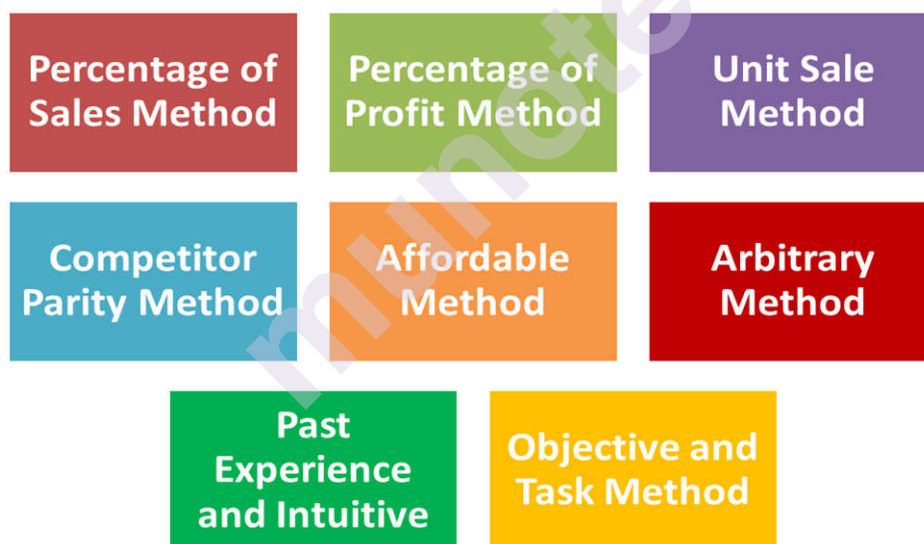 Percentage of
Sales Method
Percentage of
Profit Method
Unit Sale
Method
Competitor
Parity Method
Affordable
Method
Arbitrary
Method
Past
Experience
and Intuitive
Objective and
Task Method
munote